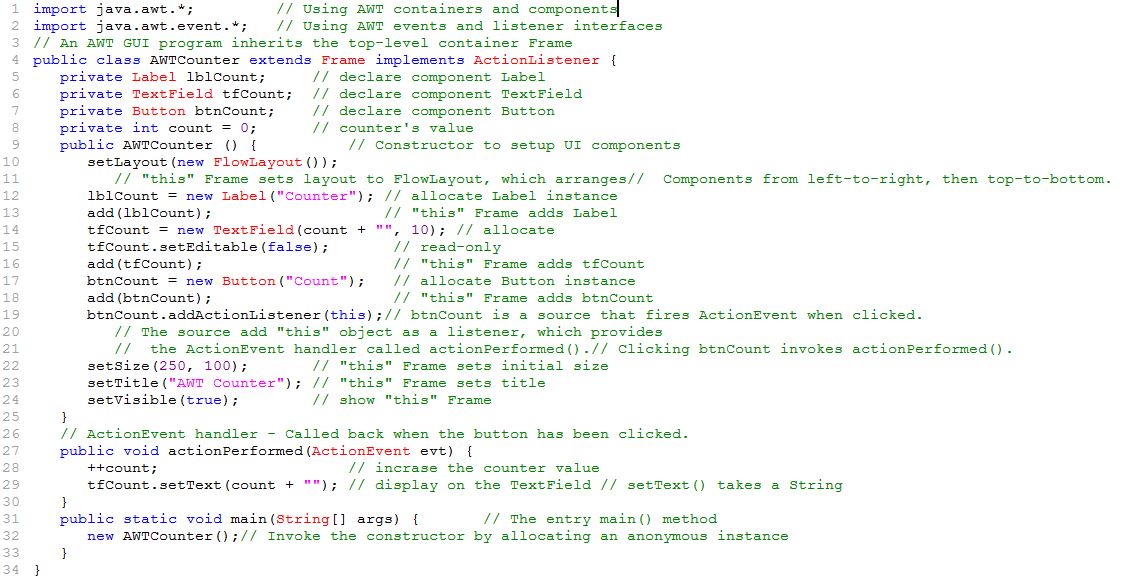 1 import java.awt.*;         // Using AWT containers and components
2 import java.awt.event.*;   // Using AWT events and listener interfaces
3 // An AWT GUI program inherits the top-level container Frame
4 public class AWTCounter extends Frame implements ActionListener {
5    private Label lblCount;     // declare component Label
6    private TextField tfCount;  // declare component TextField
7    private Button btnCount;    // declare component Button
8    private int count = 0;      // counter's value
9    public AWTCounter () {          // Constructor to setup UI components
10       setLayout(new FlowLayout());
11          // "this" Frame sets layout to FlowLayout, which arranges//  Components from left-to-right, then top-to-bottom.
12       lblCount = new Label("Counter"); // allocate Label instance
13       add(lblCount);                   // "this" Frame adds Label
14       tfCount = new TextField(count + "", 10); // allocate
15       tfCount.setEditable(false);       // read-only
16       add(tfCount);                     // "this" Frame adds tfCount
17       btnCount = new Button("Count");   // allocate Button instance
18       add(btnCount);                    // "this" Frame adds btnCount
19       btnCount.addActionListener(this);// btnCount is a source that fires ActionEvent when clicked.
20          // The source add "this" object as a listener, which provides
21          //  the ActionEvent handler called actionPerformed().// Clicking btnCount invokes actionPerformed().
22       setSize(250, 100);       // "this" Frame sets initial size
23       setTitle("AWT Counter"); // "this" Frame sets title
24       setVisible(true);        // show "this" Frame
25    }
26    // ActionEvent handler - Called back when the button has been clicked.
27    public void actionPerformed(ActionEvent evt) {
28       ++count;                     // incrase the counter value
29       tfCount.setText(count + ""); // display on the TextField // setText() takes a String
30    }
31    public static void main(String[] args) {       // The entry main() method
32       new AWTCounter();// Invoke the constructor by allocating an anonymous instance
33    }
34 }